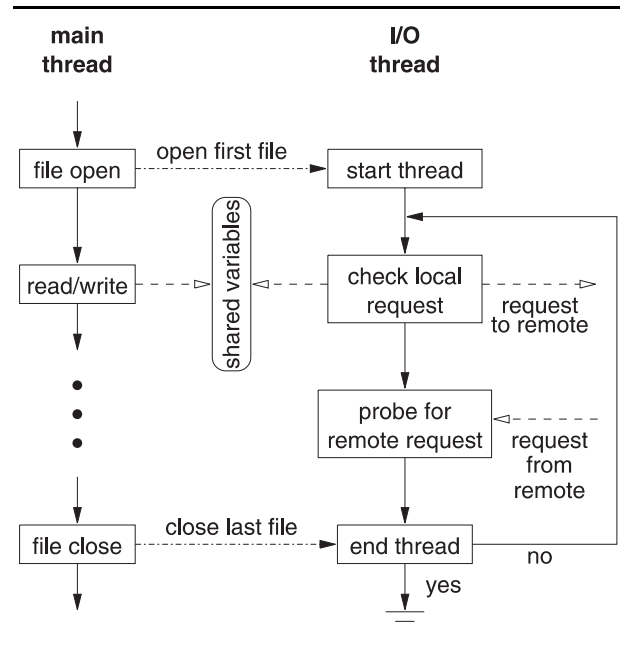 main
thread
I/O
thread
file open
open first file
start thread
read/write
shared variables
check local
request
request
to remote
probe for
remote request
request
from
remote
file close
close last file
end thread
no
yes